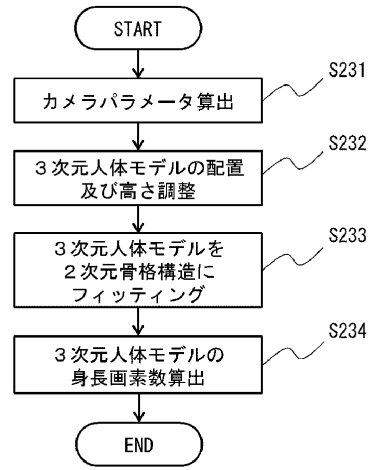 START
S231
カメラパラメータ算出
S232
３次元人体モデルの配置
及び高さ調整
S233
３次元人体モデルを
２次元骨格構造に
フィッティング
S234
３次元人体モデルの
身長画素数算出
END